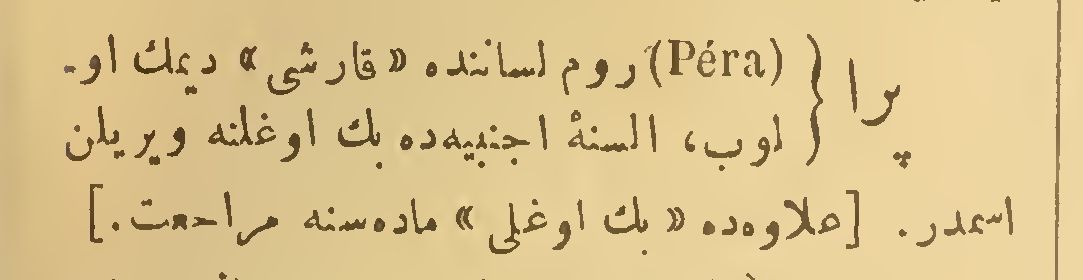 پرا { (Péra) روم لساننده «قارشی» دیمك او-
لوب، السنهٔ اجنبیه‌ده بك اوغلنه ویریلن
اسمدر. [علاوه‌ده «بك اوغلی» ماده‌سنه مراجعت.]